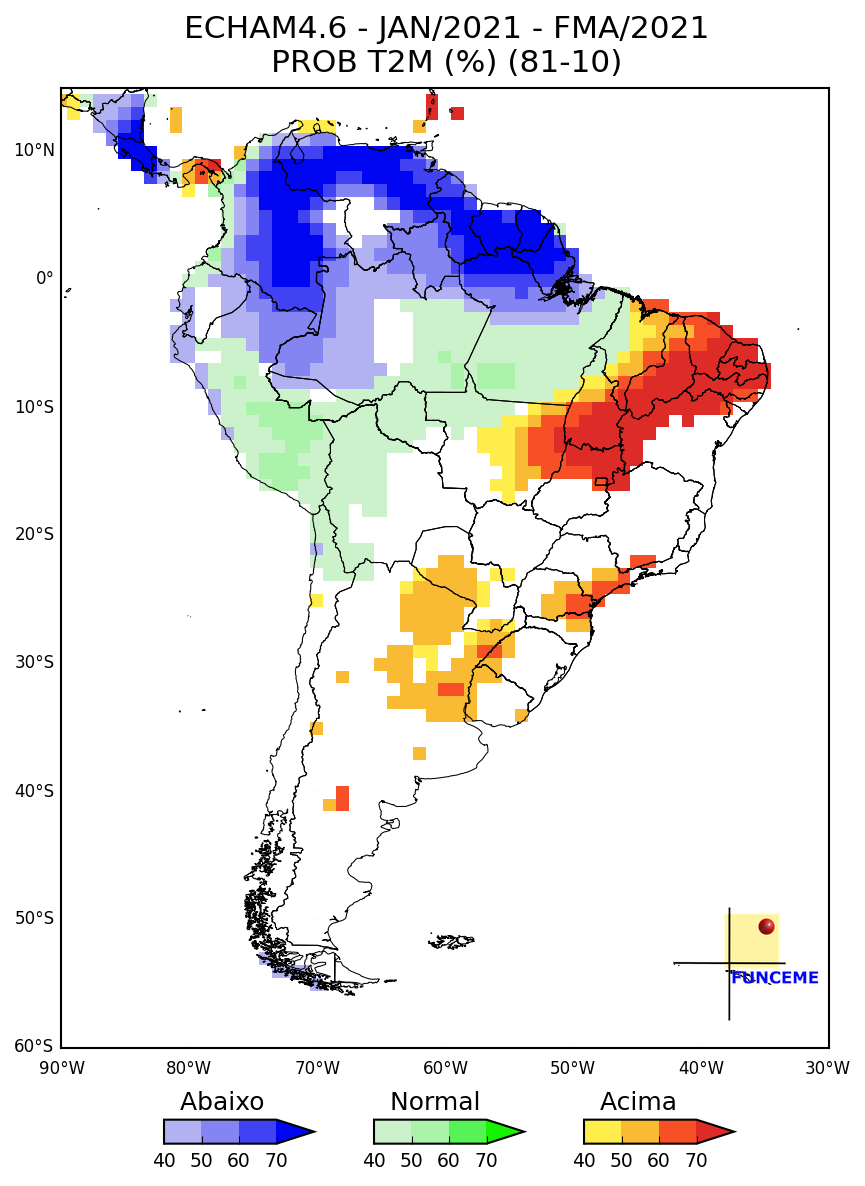 ECHAM4.6 - JAN/2021 - FMA/2021
PROB T2M (%) (81-10)
10°N
0°
10°S
20°S
30°S
40°S
50°S
60°S
90°W 80°W 70°W 60°W 50°W 40°W 30°W
FUNCEME
Abaixo Normal Acima
40 50 60 70 40 50 60 70 40 50 60 70